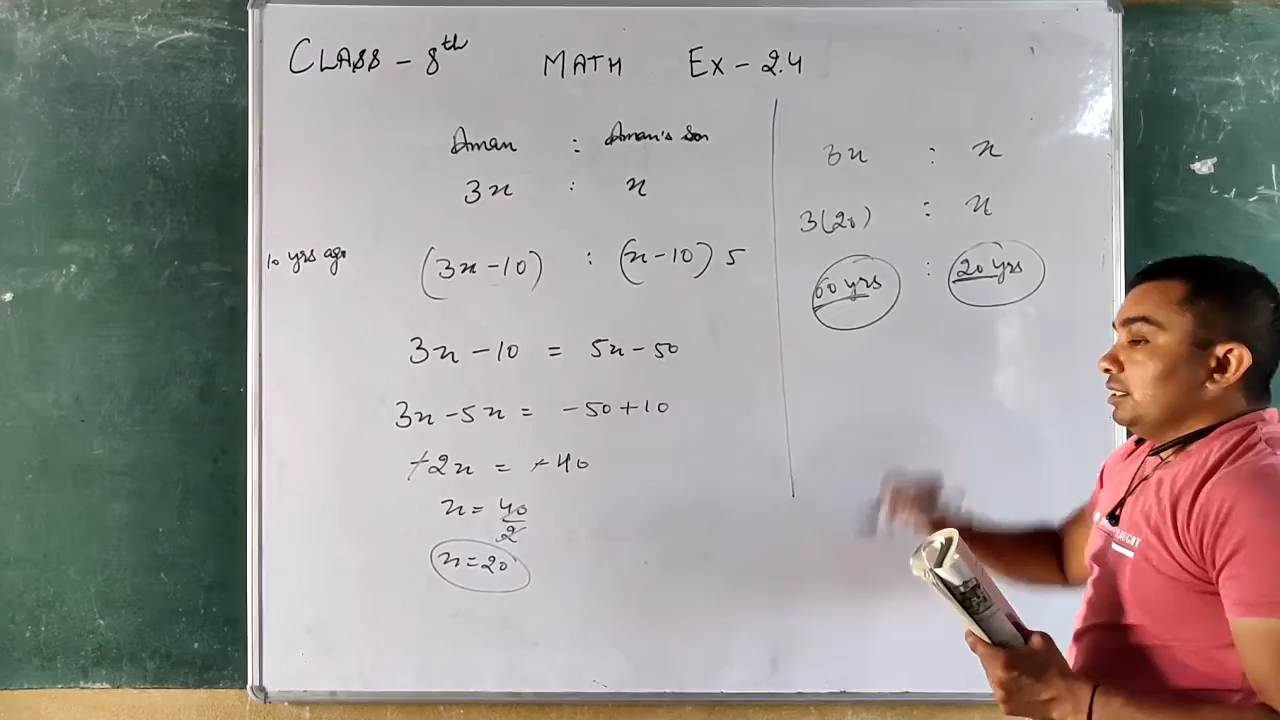 CLASS - 8th MATH EX - 2.4
Aman : Aman's Son
3x : x
10 yrs ago (3x - 10) : (x - 10) 5
3x - 10 = 5x - 50
3x - 5x = - 50 + 10
-2x = -40
x = 40/2
x = 20
3x : x
3(20) : x
60 yrs : 20 yrs